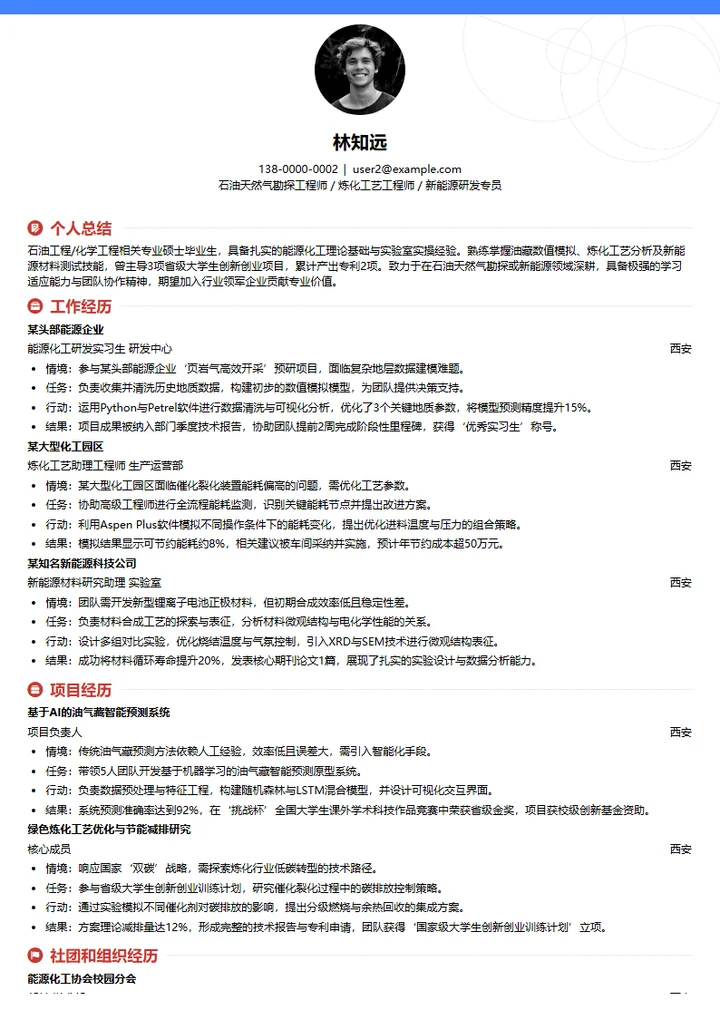 林知远
138-0000-0002 | user2@example.com
石油天然气勘探工程师 / 炼化工艺工程师 / 新能源研发专员
个人总结
石油工程/化学工程相关专业硕士毕业生，具备扎实的能源化工理论基础与实验室实操经验。熟练掌握油藏数值模拟、炼化工艺分析及新能
源材料测试技能，曾主导3项省级大学生创新创业项目，累计产出专利2项。致力于在石油天然气勘探或新能源领域深耕，具备极强的学习
适应能力与团队协作精神，期望加入行业领军企业贡献专业价值。
工作经历
某头部能源企业
能源化工研发实习生 研发中心 西安
• 情境：参与某头部能源企业‘页岩气高效开采’预研项目，面临复杂地层数据建模难题。
• 任务：负责收集并清洗历史地质数据，构建初步的数值模拟模型，为团队提供决策支持。
• 行动：运用Python与Petrel软件进行数据清洗与可视化分析，优化了3个关键地质参数，将模型预测精度提升15%。
• 结果：项目成果被纳入部门季度技术报告，协助团队提前2周完成阶段性里程碑，获得‘优秀实习生’称号。
某大型化工园区
炼化工艺助理工程师 生产运营部 西安
• 情境：某大型化工园区面临催化裂化装置能耗偏高的问题，需优化工艺参数。
• 任务：协助高级工程师进行全流程能耗监测，识别关键能耗节点并提出改进方案。
• 行动：利用Aspen Plus软件模拟不同操作条件下的能耗变化，提出优化进料温度与压力的组合策略。
• 结果：模拟结果显示可节约能耗约8%，相关建议被车间采纳并实施，预计年节约成本超50万元。
某知名新能源科技公司
新能源材料研究助理 实验室 西安
• 情境：团队需开发新型锂离子电池正极材料，但初期合成效率低且稳定性差。
• 任务：负责材料合成工艺的探索与表征，分析材料微观结构与电化学性能的关系。
• 行动：设计多组对比实验，优化烧结温度与气氛控制，引入XRD与SEM技术进行微观结构表征。
• 结果：成功将材料循环寿命提升20%，发表核心期刊论文1篇，展现了扎实的实验设计与数据分析能力。
项目经历
基于AI的油气藏智能预测系统
项目负责人 西安
• 情境：传统油气藏预测方法依赖人工经验，效率低且误差大，需引入智能化手段。
• 任务：带领5人团队开发基于机器学习的油气藏智能预测原型系统。
• 行动：负责数据预处理与特征工程，构建随机森林与LSTM混合模型，并设计可视化交互界面。
• 结果：系统预测准确率达到92%，在‘挑战杯’全国大学生课外学术科技作品竞赛中荣获省级金奖，项目获校级创新基金资助。
绿色炼化工艺优化与节能减排研究
核心成员 西安
• 情境：响应国家‘双碳’战略，需探索炼化行业低碳转型的技术路径。
• 任务：参与省级大学生创新创业训练计划，研究催化裂化过程中的碳排放控制策略。
• 行动：通过实验模拟不同催化剂对碳排放的影响，提出分级燃烧与余热回收的集成方案。
• 结果：方案理论减排量达12%，形成完整的技术报告与专利申请，团队获得‘国家级大学生创新创业训练计划’立项。
社团和组织经历
能源化工协会校园分会